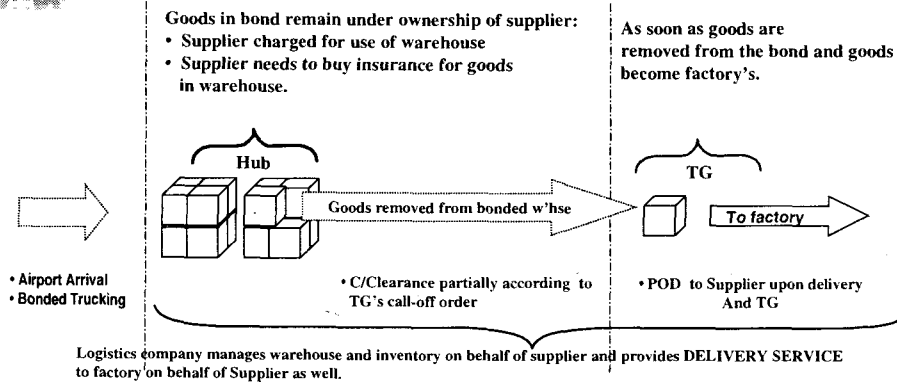 Goods in bond remain under ownership of supplier:
• Supplier charged for use of warehouse
• Supplier needs to buy insurance for goods
in warehouse.
As soon as goods are
removed from the bond and goods
become factory's.
Hub
TG
Goods removed from bonded w'hse
To factory
• Airport Arrival
• Bonded Trucking
• C/Clearance partially according to
TG's call-off order
• POD to Supplier upon delivery
And TG
Logistics company manages warehouse and inventory on behalf of supplier and provides DELIVERY SERVICE
to factory on behalf of Supplier as well.